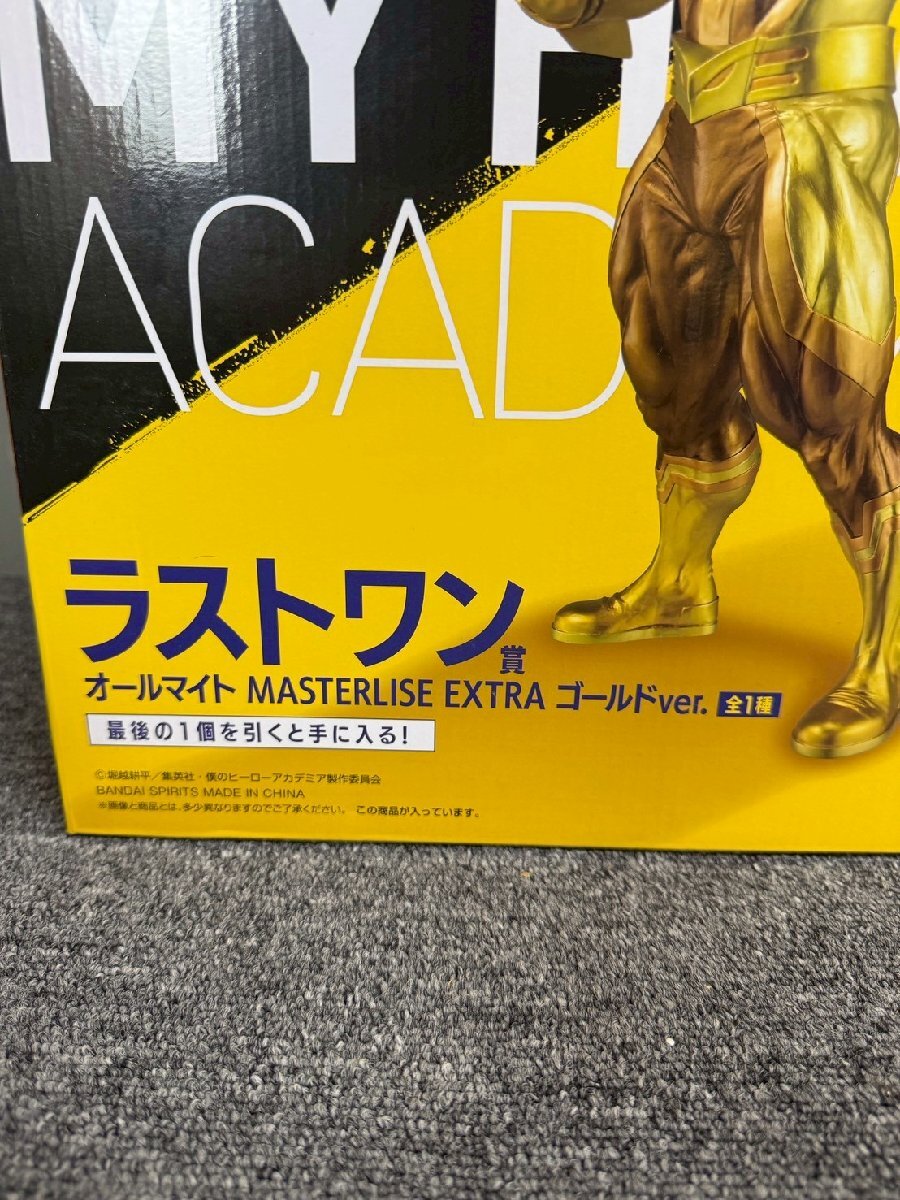 MY H
ACAD
ラストワン賞
オールマイト MASTERLISE EXTRA ゴールドver. 全1種
最後の1個を引くと手に入る!
©堀越耕平/集英社・僕のヒーローアカデミア製作委員会
BANDAI SPIRITS MADE IN CHINA
※画像と商品とは、多少異なりますのでご了承ください。 この商品が入っています。